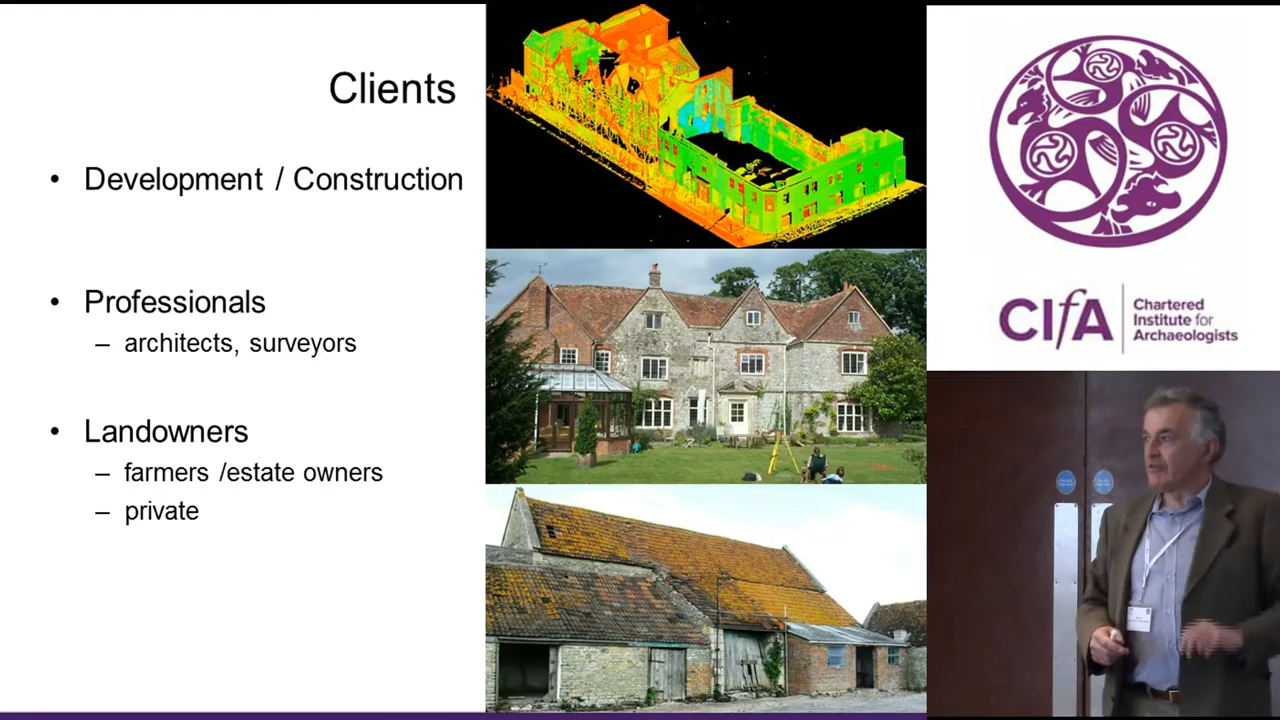 Clients
• Development / Construction
• Professionals
– architects, surveyors
• Landowners
– farmers /estate owners
– private
CIfA
Chartered
Institute for
Archaeologists